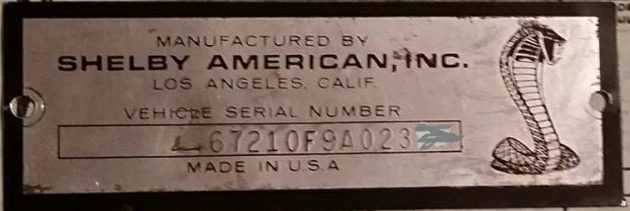 MANUFACTURED BY
SHELBY AMERICAN, INC.
LOS ANGELES, CALIF.
VEHICLE SERIAL NUMBER
67210F9A023
MADE IN U.S.A